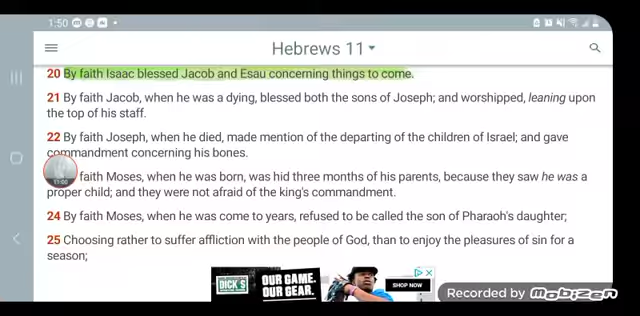 1:50
Hebrews 11
20 By faith Isaac blessed Jacob and Esau concerning things to come.
21 By faith Jacob, when he was a dying, blessed both the sons of Joseph; and worshipped, leaning upon
the top of his staff.
22 By faith Joseph, when he died, made mention of the departing of the children of Israel; and gave
commandment concerning his bones.
faith Moses, when he was born, was hid three months of his parents, because they saw he was a
proper child; and they were not afraid of the king's commandment.
11:06
24 By faith Moses, when he was come to years, refused to be called the son of Pharaoh's daughter;
25 Choosing rather to suffer affliction with the people of God, than to enjoy the pleasures of sin for a
season;
DICK'S
OUR GAME.
OUR GEAR.
SHOP NOW
Recorded by Mobizen